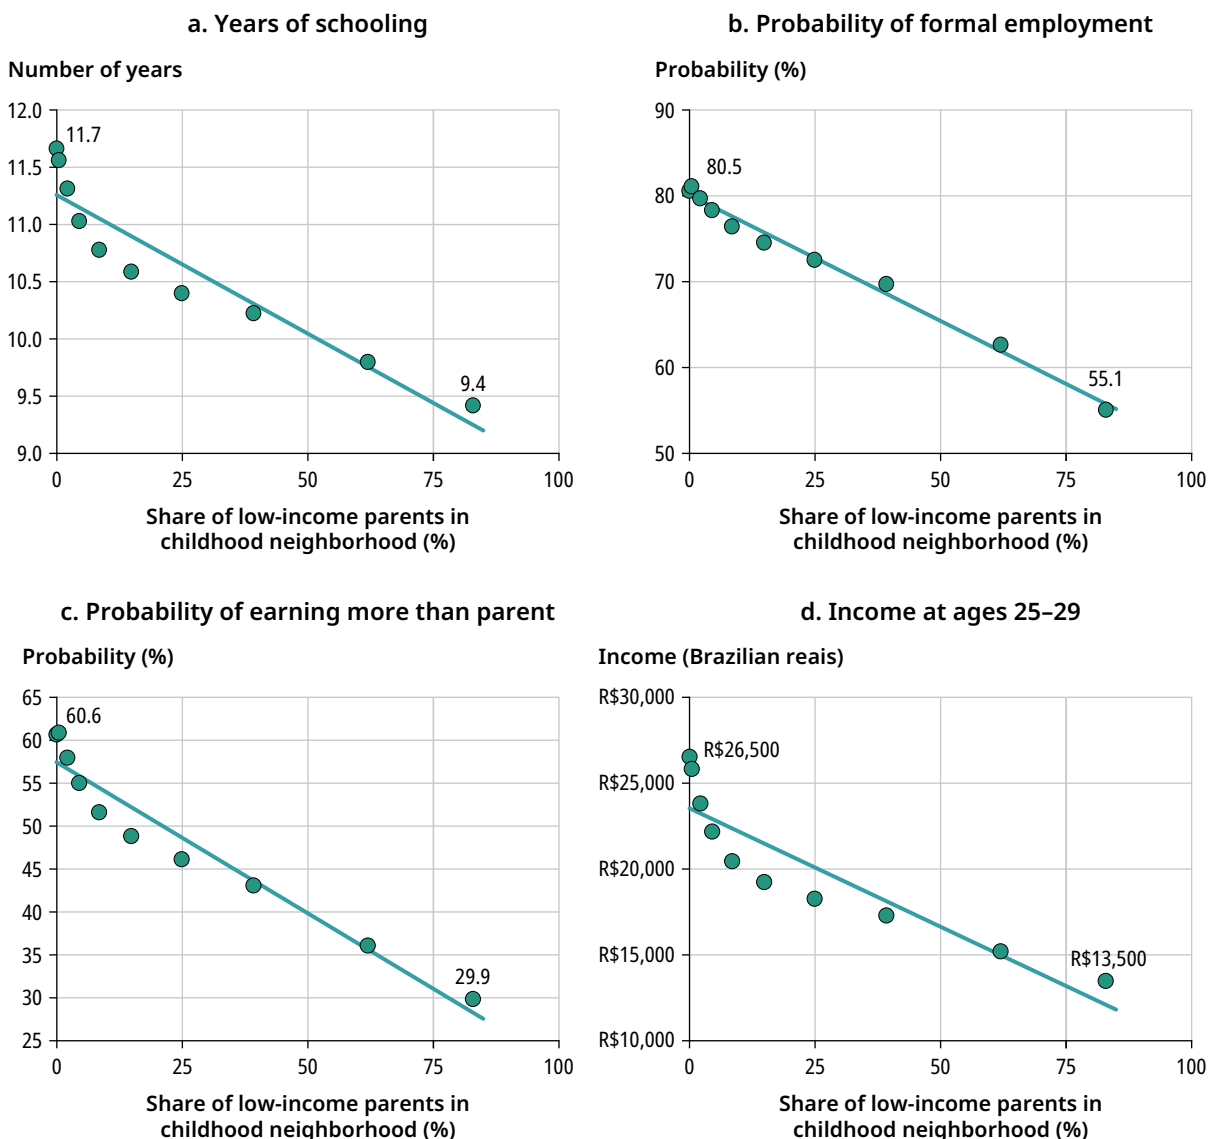 a. Years of schooling
Number of years
12.0
11.7
11.5
11.0
10.5
10.0
9.5
9.4
9.0
0 25 50 75 100
Share of low-income parents in
childhood neighborhood (%)
b. Probability of formal employment
Probability (%)
90
80.5
80
70
60
55.1
50
0 25 50 75 100
Share of low-income parents in
childhood neighborhood (%)
c. Probability of earning more than parent
Probability (%)
65
60.6
60
55
50
45
40
35
30
29.9
25
0 25 50 75 100
Share of low-income parents in
childhood neighborhood (%)
d. Income at ages 25–29
Income (Brazilian reais)
R$30,000
R$26,500
R$25,000
R$20,000
R$15,000
R$13,500
R$10,000
0 25 50 75 100
Share of low-income parents in
childhood neighborhood (%)